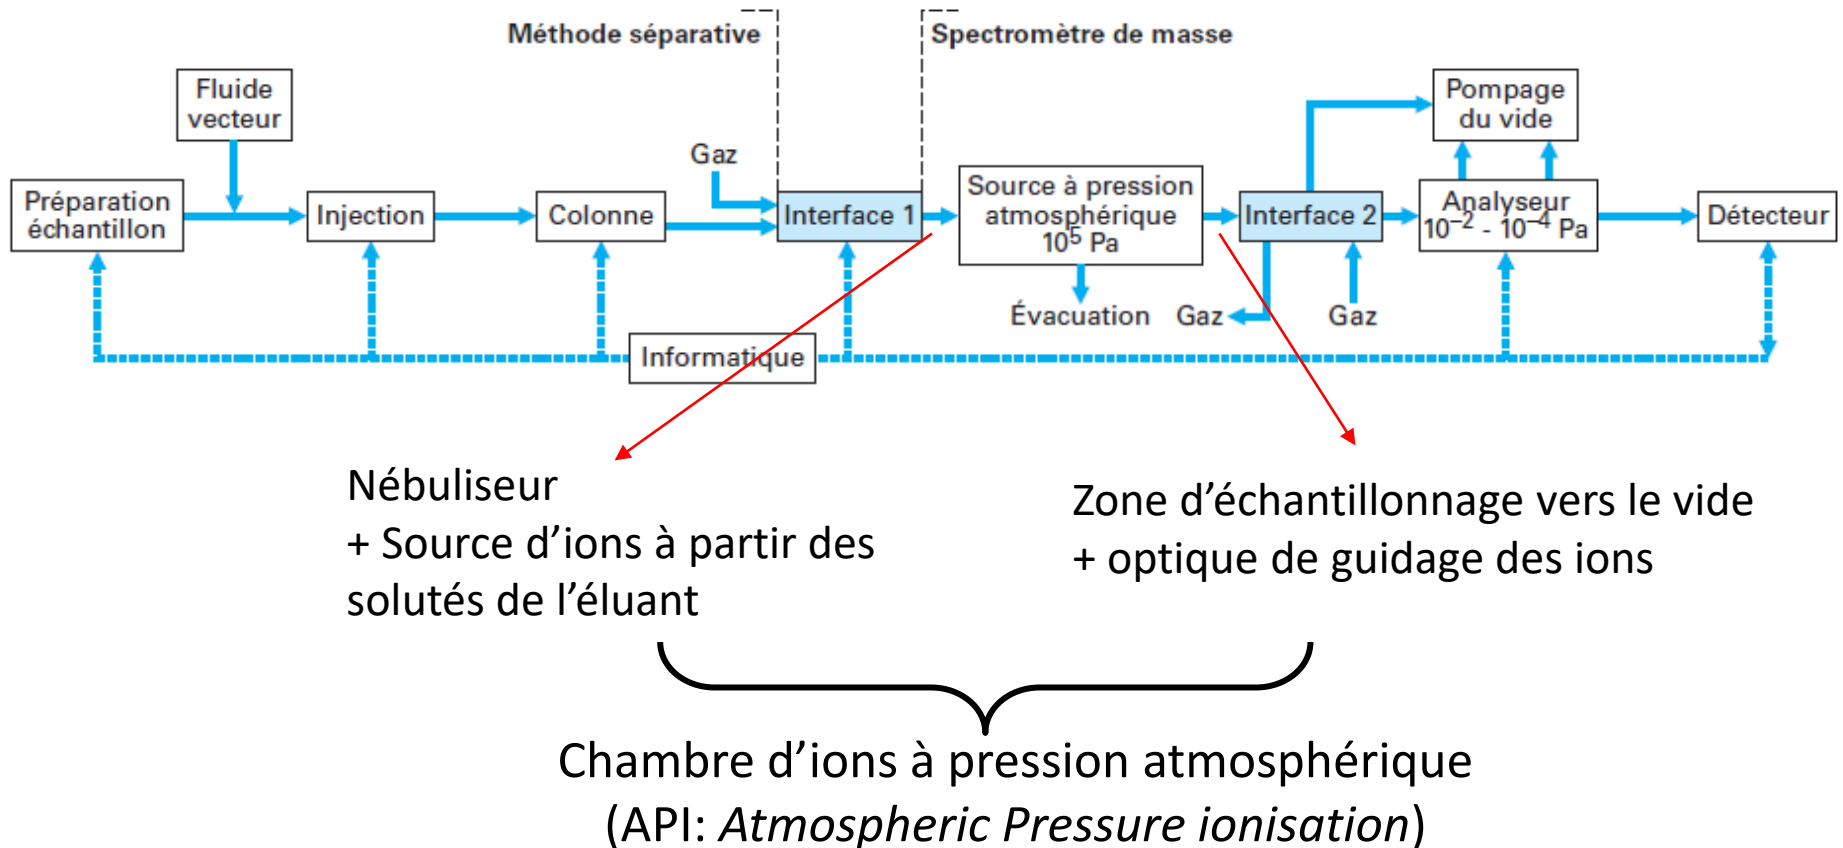 Méthode séparative
Spectromètre de masse
Fluide
vecteur
Pompage
du vide
Gaz
Préparation
échantillon
Injection
Colonne
Interface 1
Source à pression
atmosphérique
10⁵ Pa
Interface 2
Analyseur
10⁻² - 10⁻⁴ Pa
Détecteur
Évacuation
Gaz
Gaz
Informatique
Nébuliseur
+ Source d’ions à partir des
solutés de l’éluant
Zone d’échantillonnage vers le vide
+ optique de guidage des ions
Chambre d’ions à pression atmosphérique
(API: Atmospheric Pressure ionisation)